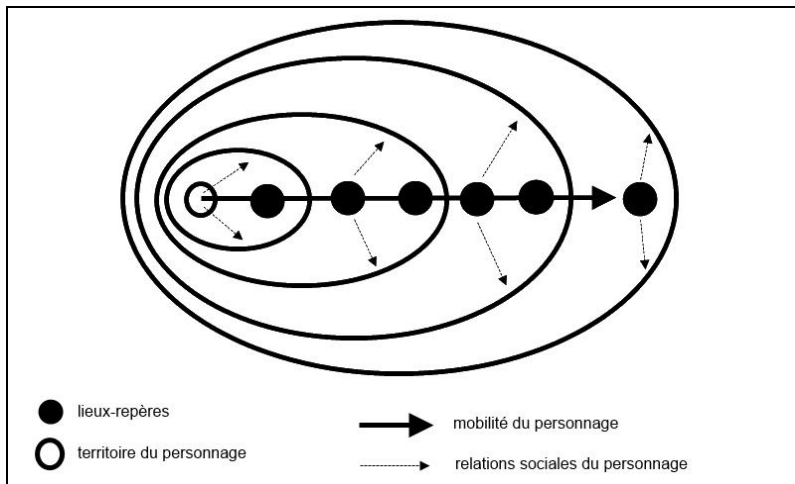 lieux-repères
mobilité du personnage
territoire du personnage
relations sociales du personnage